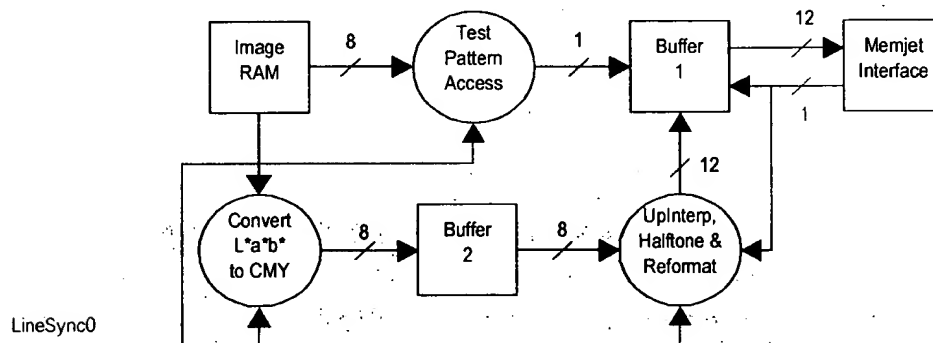 Image
RAM
8
Test
Pattern
Access
1
Buffer
1
12
Memjet
Interface
1
12
Convert
L*a*b*
to CMY
8
Buffer
2
8
UpInterp,
Halftone &
Reformat
LineSync0